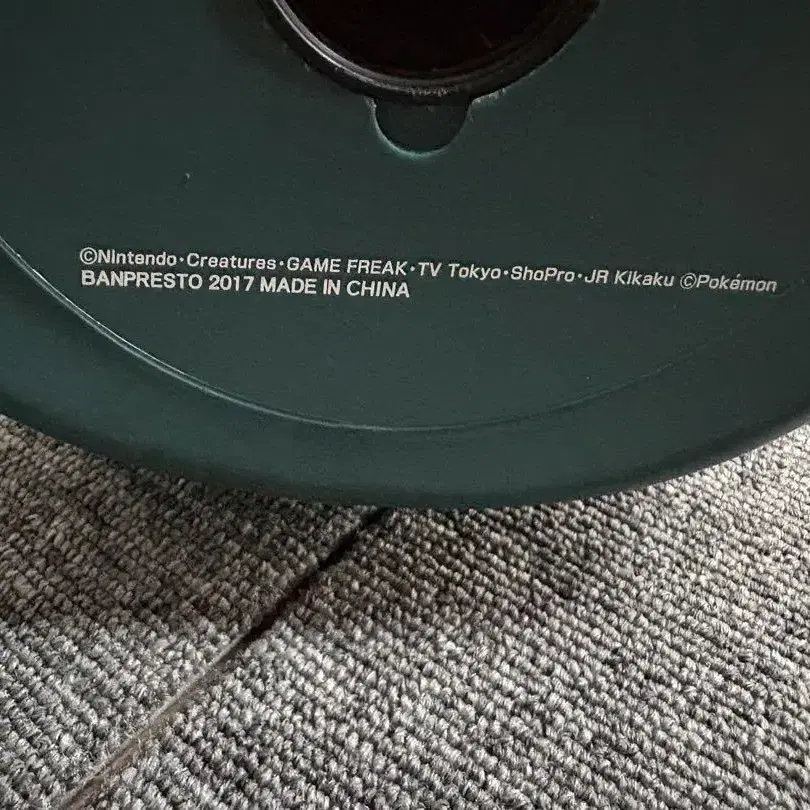 ©Nintendo･Creatures･GAME FREAK･TV Tokyo･ShoPro･JR Kikaku ©Pokémon
BANPRESTO 2017 MADE IN CHINA